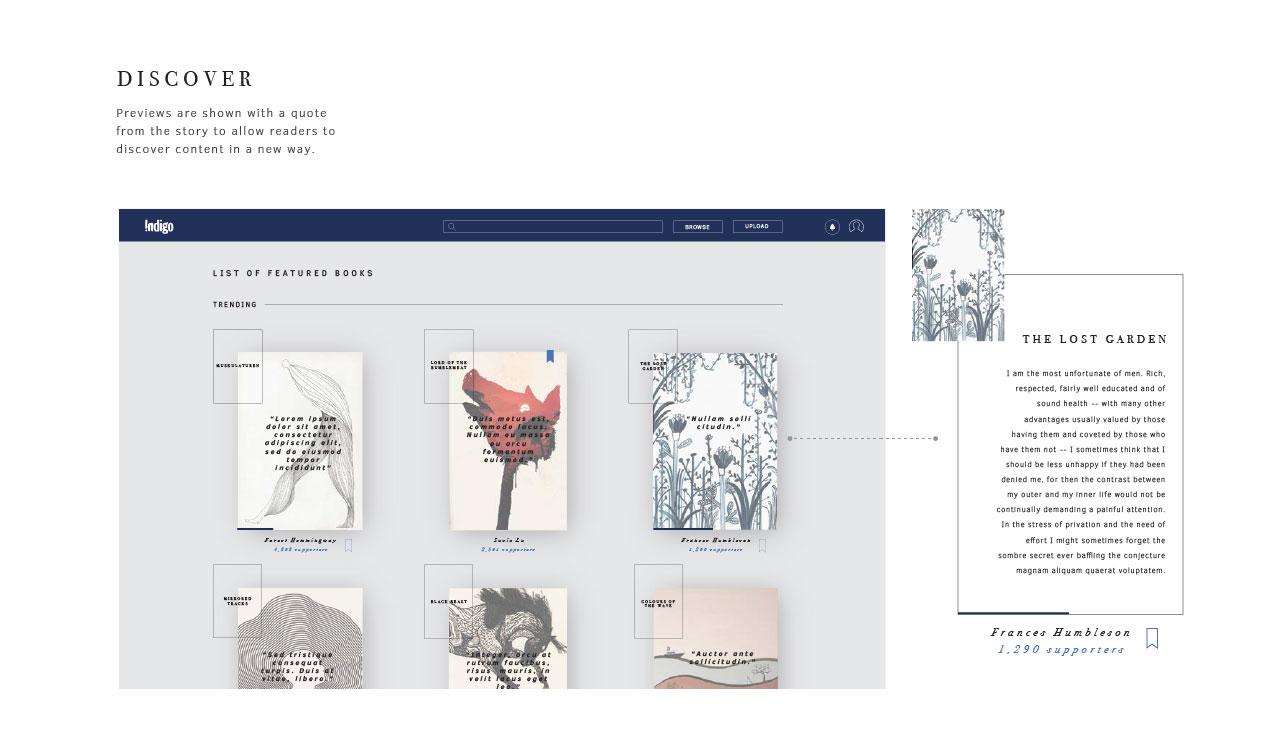 DISCOVER
Previews are shown with a quote
from the story to allow readers to
discover content in a new way.
Indigo
BROWSE
UPLOAD
LIST OF FEATURED BOOKS
TRENDING
MUSKULATUREN
"Lorem ipsum
dolor sit amet,
consectetur
adipiscing elit,
sed do eiusmod
tempor
incididunt"
Forest Hemmingway
supporters
LORD OF THE
BUMBLEBEAT
"Duis metus est,
commodo lacus.
Nullam eu massa
eu arcu
fermentum
euismod."
supporters
THE LOST
GARDEN
"Nullam solli
citudin."
Frances Humbleson
1,290 supporters
MIRRORED
TRACKS
"Sed tristique
consequat
turpis. Duis at
vitae, libero."
BLACK BEAST
"Integer, arcu at
rutrum faucibus,
risus mauris, in
velit lacus eget
leo."
COLOURS OF
THE WAVE
"Auctor ante
sollicitudin."
THE LOST GARDEN
I am the most unfortunate of men. Rich,
respected, fairly well educated and of
sound health -- with many other
advantages usually valued by those
having them and coveted by those who
have them not -- I sometimes think that I
should be less unhappy if they had been
denied me, for then the contrast between
my outer and my inner life would not be
continually demanding a painful attention.
In the stress of privation and the need of
effort I might sometimes forget the
sombre secret ever baffling the conjecture
magnam aliquam quaerat voluptatem.
Frances Humbleson
1,290 supporters